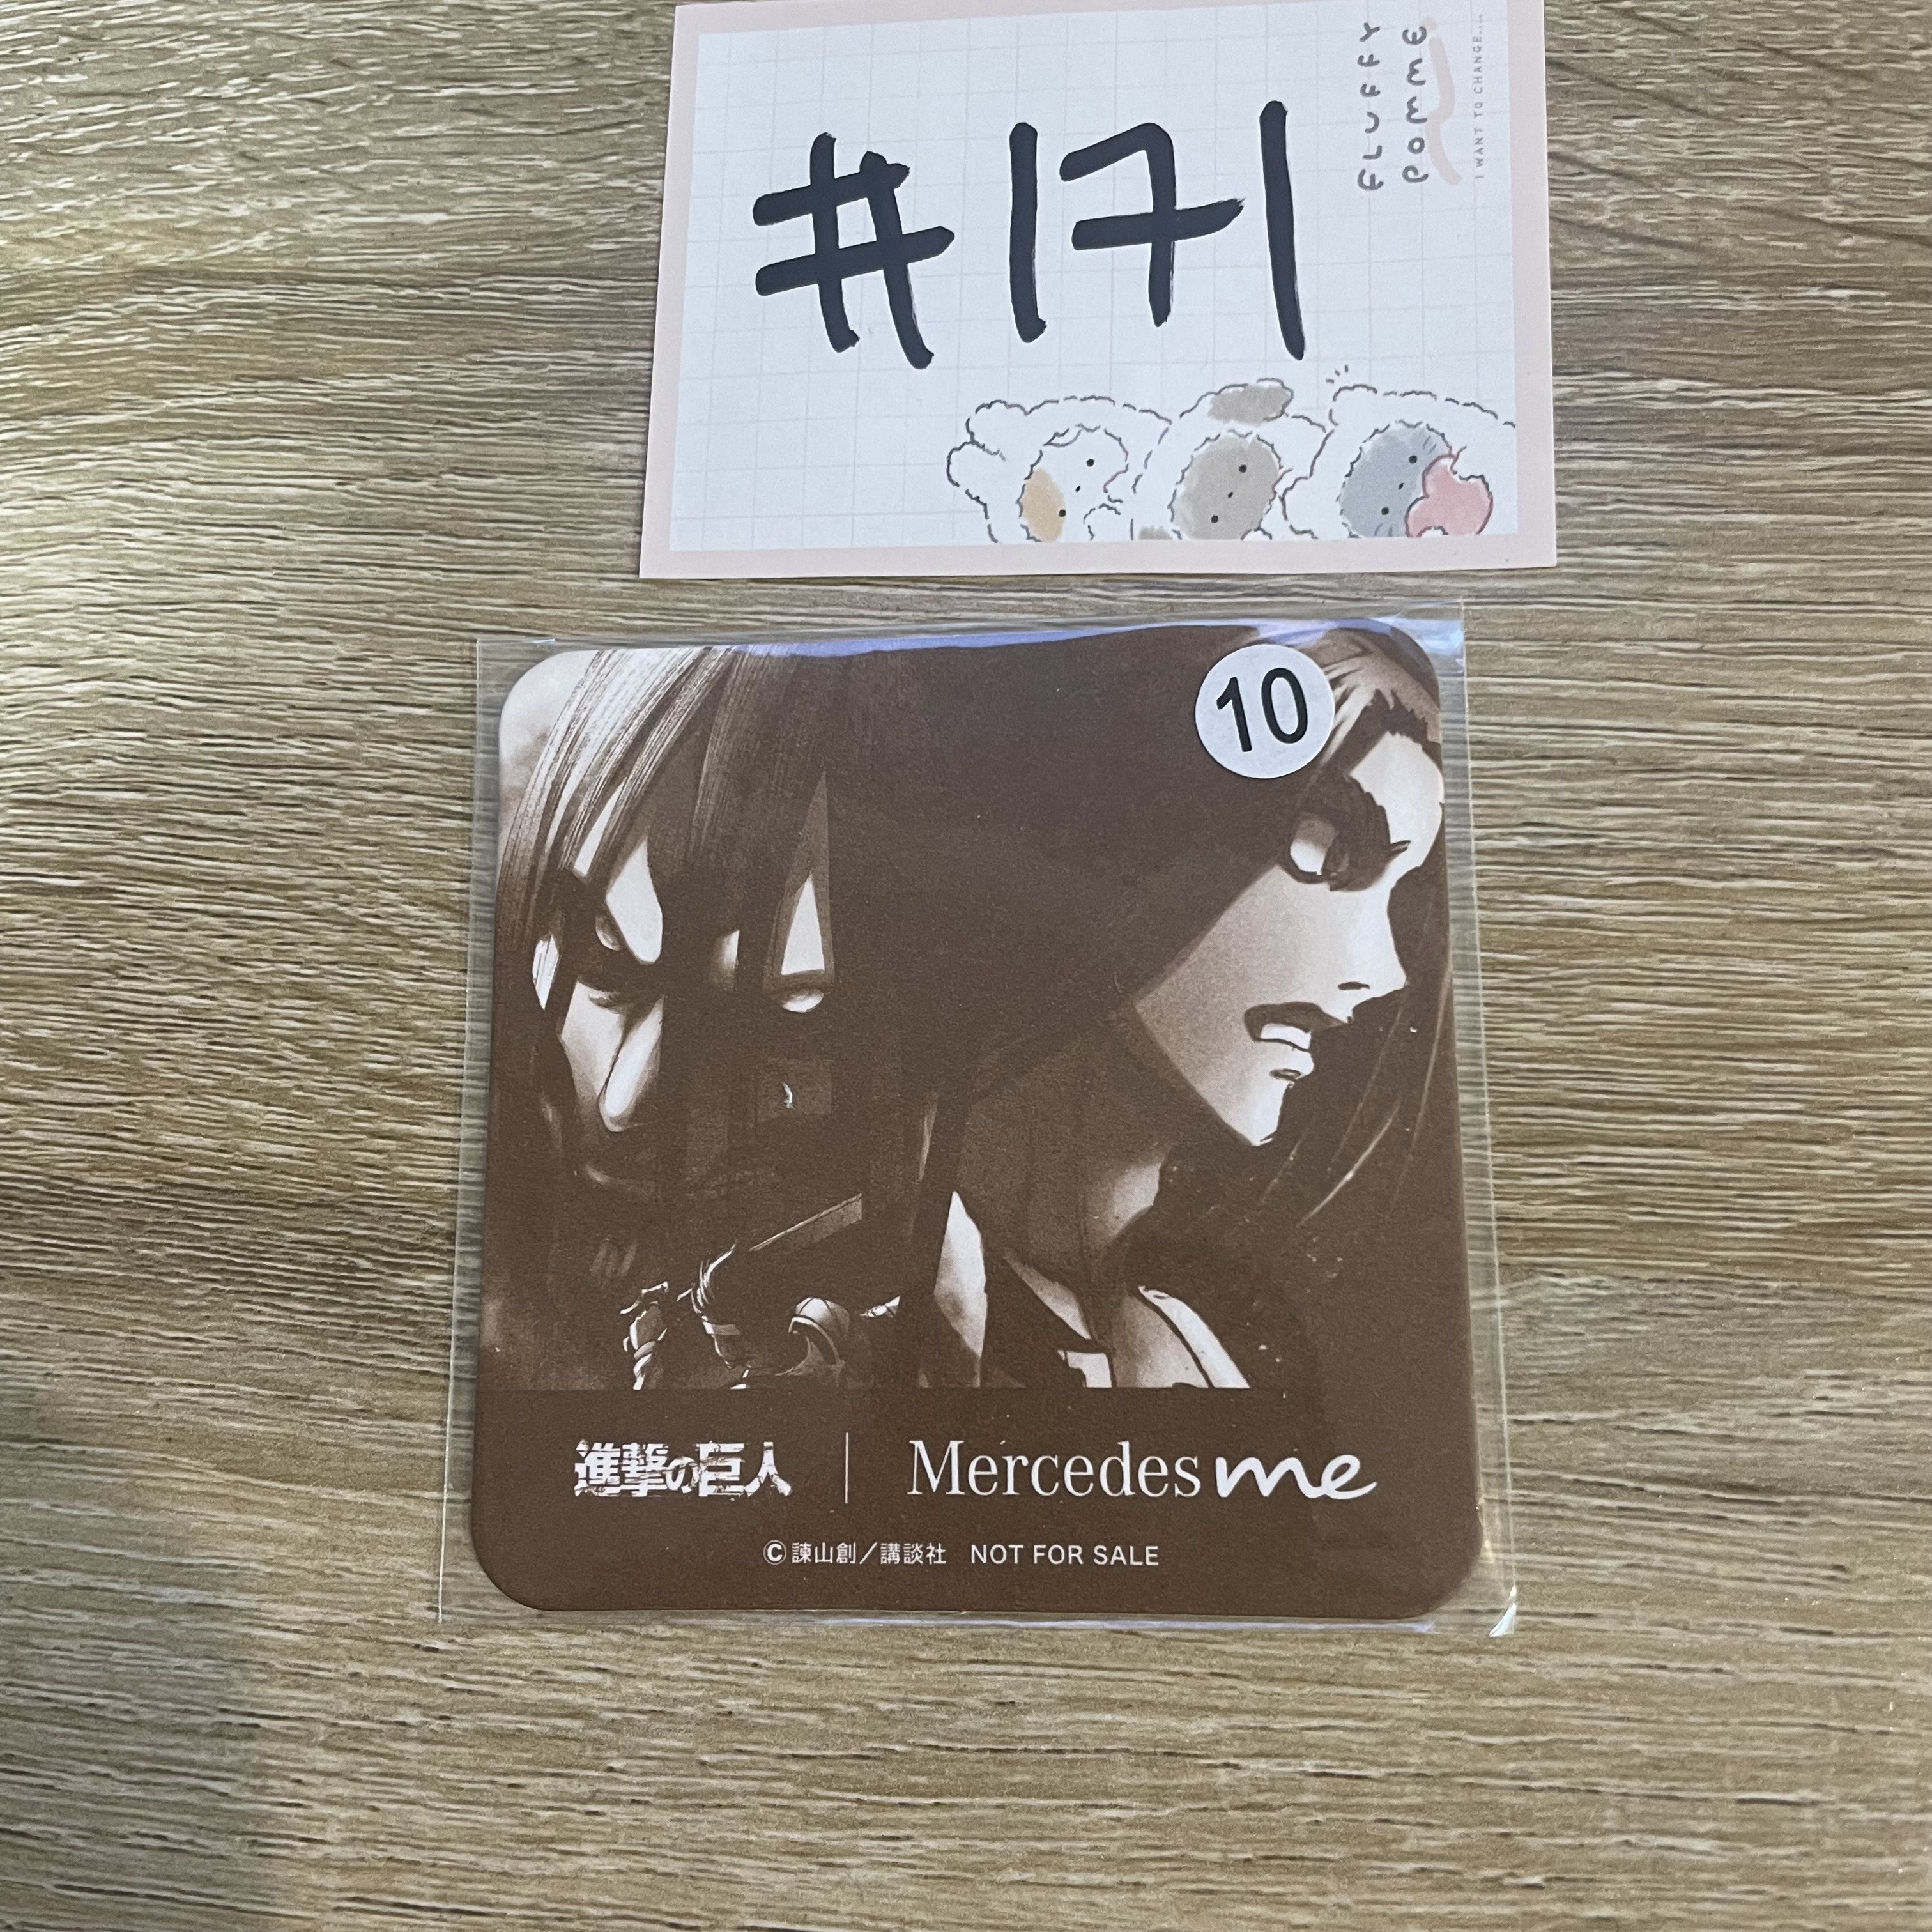 #171
FLUFFY
POMME
I WANT TO CHANGE...
10
進撃の巨人 | Mercedes me
©諫山創／講談社 NOT FOR SALE